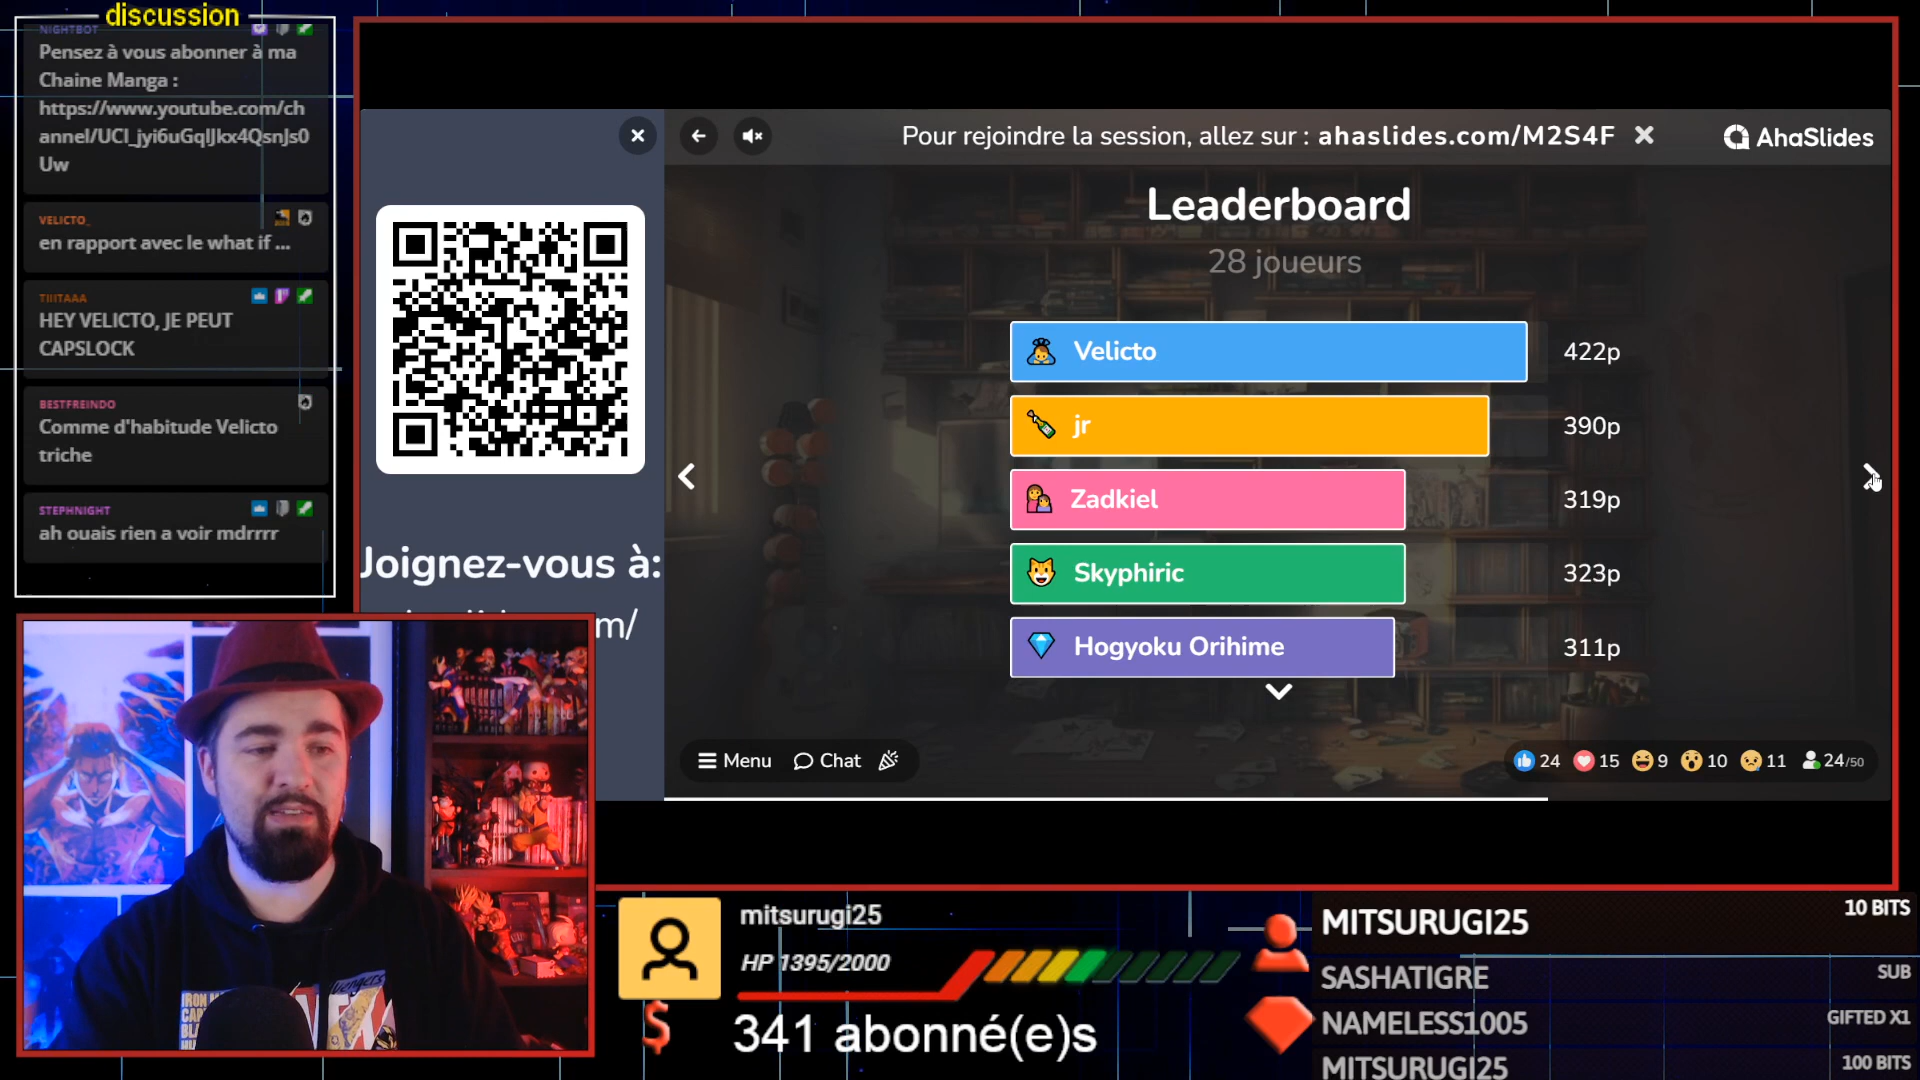 discussion
NIGHTBOT
Pensez à vous abonner à ma
Chaine Manga :
https://www.youtube.com/ch
annel/UCI_jyi6uGqIJkx4QsnJs0
Uw
VELICTO_
en rapport avec le what if ...
TIIITAAA
HEY VELICTO, JE PEUT
CAPSLOCK
BESTFREINDO
Comme d'habitude Velicto
triche
STEPHNIGHT
ah ouais rien a voir mdrrrr
Joignez-vous à:
m/
Pour rejoindre la session, allez sur : ahaslides.com/M2S4F
AhaSlides
Leaderboard
28 joueurs
Velicto 422p
jr 390p
Zadkiel 319p
Skyphiric 323p
Hogyoku Orihime 311p
Menu Chat
24 15 9 10 11 24/50
mitsurugi25
HP 1395/2000
341 abonné(e)s
MITSURUGI25 10 BITS
SASHATIGRE SUB
NAMELESS1005 GIFTED X1
MITSURUGI25 100 BITS